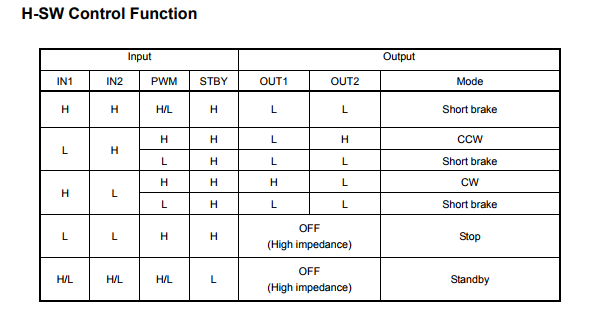 H-SW Control Function
Input Output
IN1 IN2 PWM STBY OUT1 OUT2 Mode
H H H/L H L L Short brake
L H H H L H CCW
L H L L Short brake
H L H H H L CW
L H L L Short brake
L L H H OFF
(High impedance) Stop
H/L H/L H/L L OFF
(High impedance) Standby